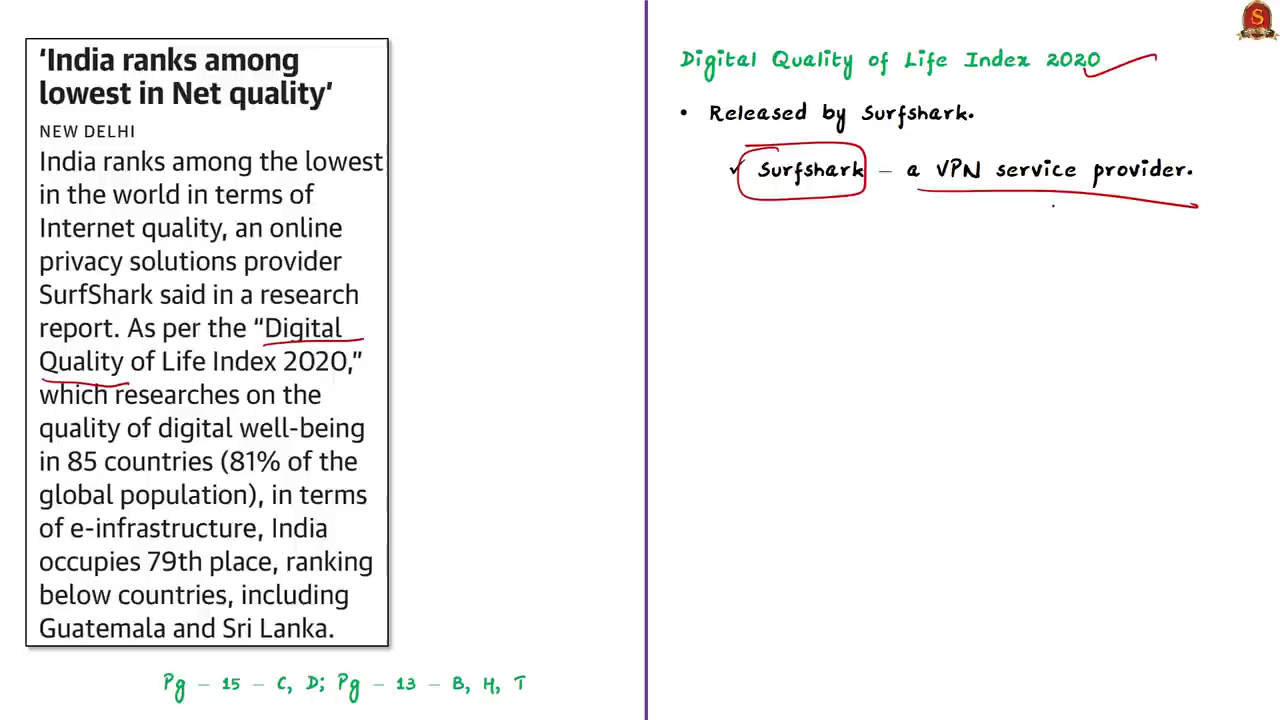 ‘India ranks among
lowest in Net quality’
NEW DELHI
India ranks among the lowest
in the world in terms of
Internet quality, an online
privacy solutions provider
SurfShark said in a research
report. As per the “Digital
Quality of Life Index 2020,”
which researches on the
quality of digital well-being
in 85 countries (81% of the
global population), in terms
of e-infrastructure, India
occupies 79th place, ranking
below countries, including
Guatemala and Sri Lanka.
Pg – 15 – C, D; Pg – 13 – B, H, T
Digital Quality of Life Index 2020
• Released by Surfshark.
✓ Surfshark – a VPN service provider.
S